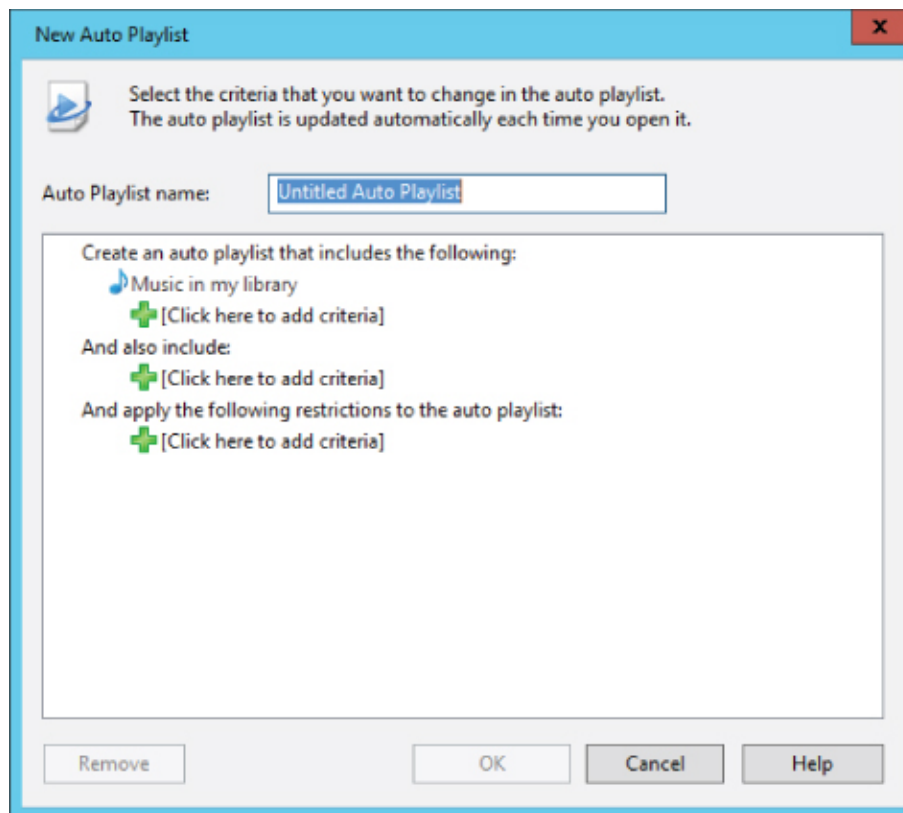 New Auto Playlist
x
Select the criteria that you want to change in the auto playlist.
The auto playlist is updated automatically each time you open it.
Auto Playlist name: Untitled Auto Playlist
Create an auto playlist that includes the following:
Music in my library
[Click here to add criteria]
And also include:
[Click here to add criteria]
And apply the following restrictions to the auto playlist:
[Click here to add criteria]
Remove OK Cancel Help